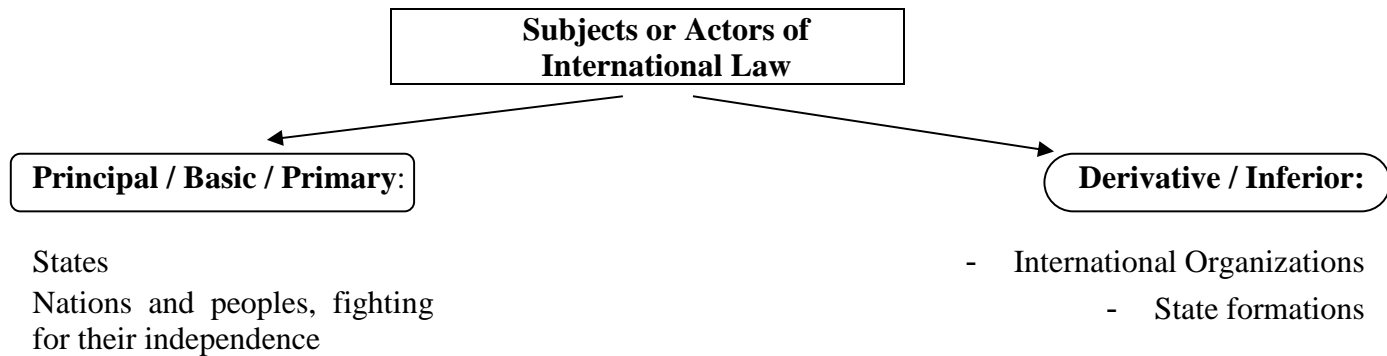 Subjects or Actors of
International Law
Principal / Basic / Primary:
States
Nations and peoples, fighting
for their independence
Derivative / Inferior:
- International Organizations
- State formations